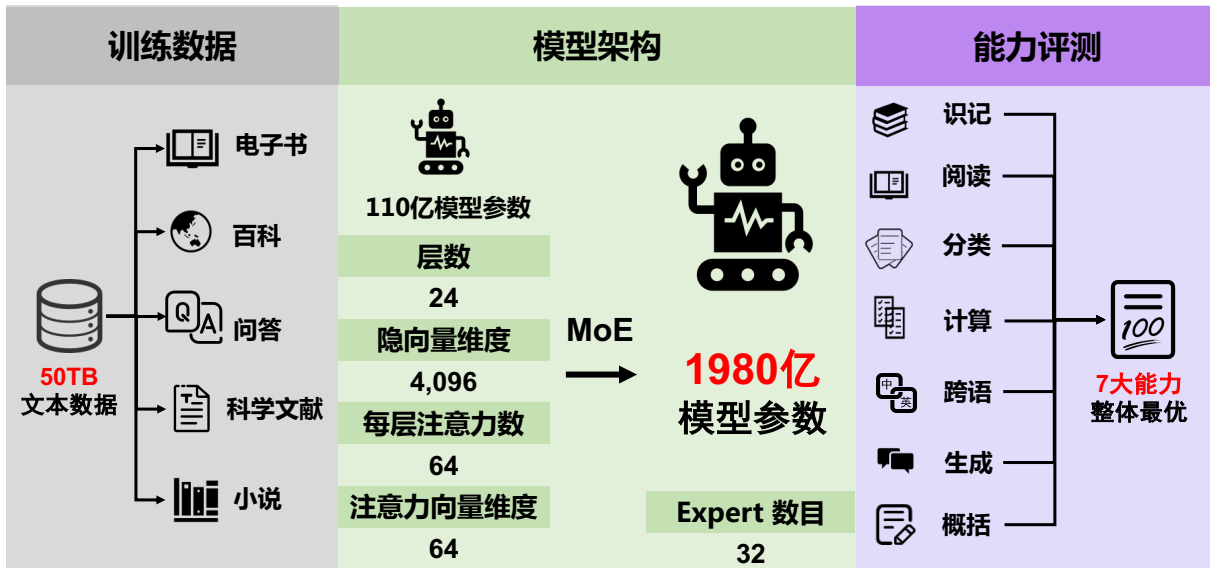 训练数据
50TB
文本数据
电子书
百科
Q A
问答
科学文献
小说
模型架构
110亿模型参数
层数
24
隐向量维度
4,096
每层注意力数
64
注意力向量维度
64
MoE
1980亿
模型参数
Expert 数目
32
能力评测
识记
阅读
分类
计算
中 英
跨语
生成
概括
100
7大能力
整体最优